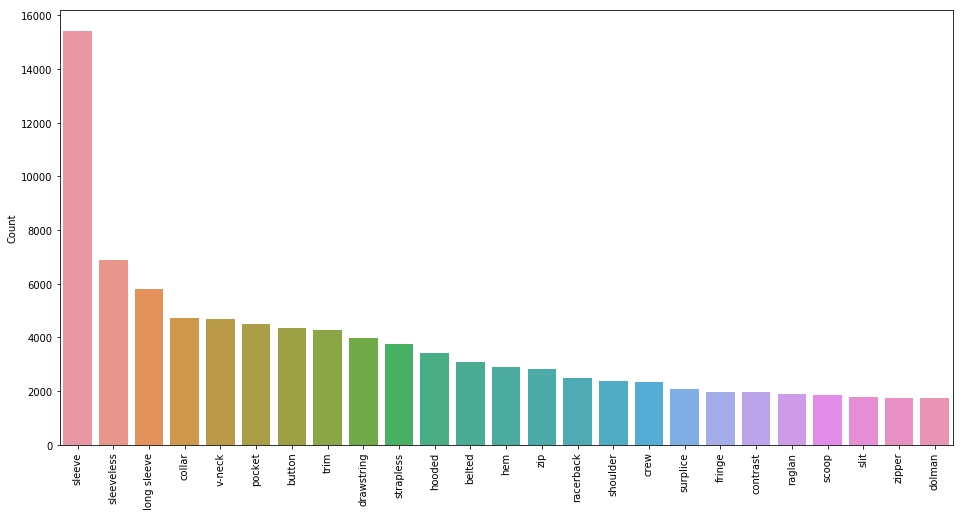 16000
14000
12000
10000
8000
6000
4000
2000
0
Count
sleeve
sleeveless
long sleeve
collar
v-neck
pocket
button
trim
drawstring
strapless
hooded
belted
hem
zip
racerback
shoulder
crew
surplice
fringe
contrast
raglan
scoop
slit
zipper
dolman